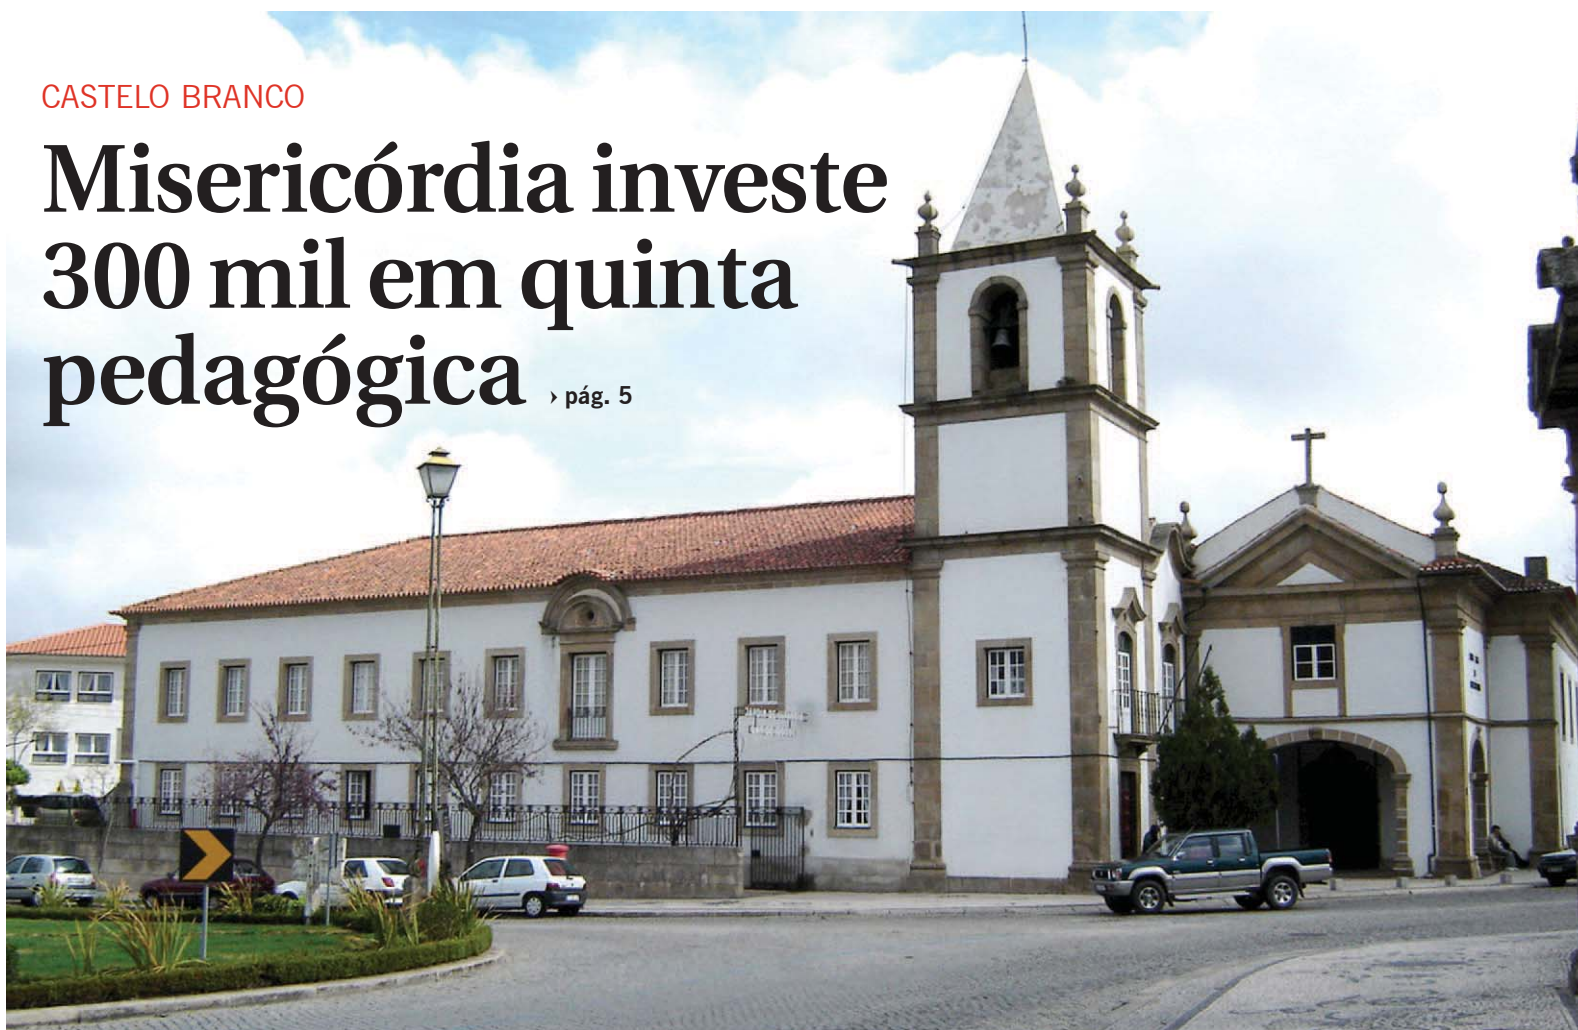 CASTELO BRANCO
Misericórdia investe
300 mil em quinta
pedagógica › pág. 5